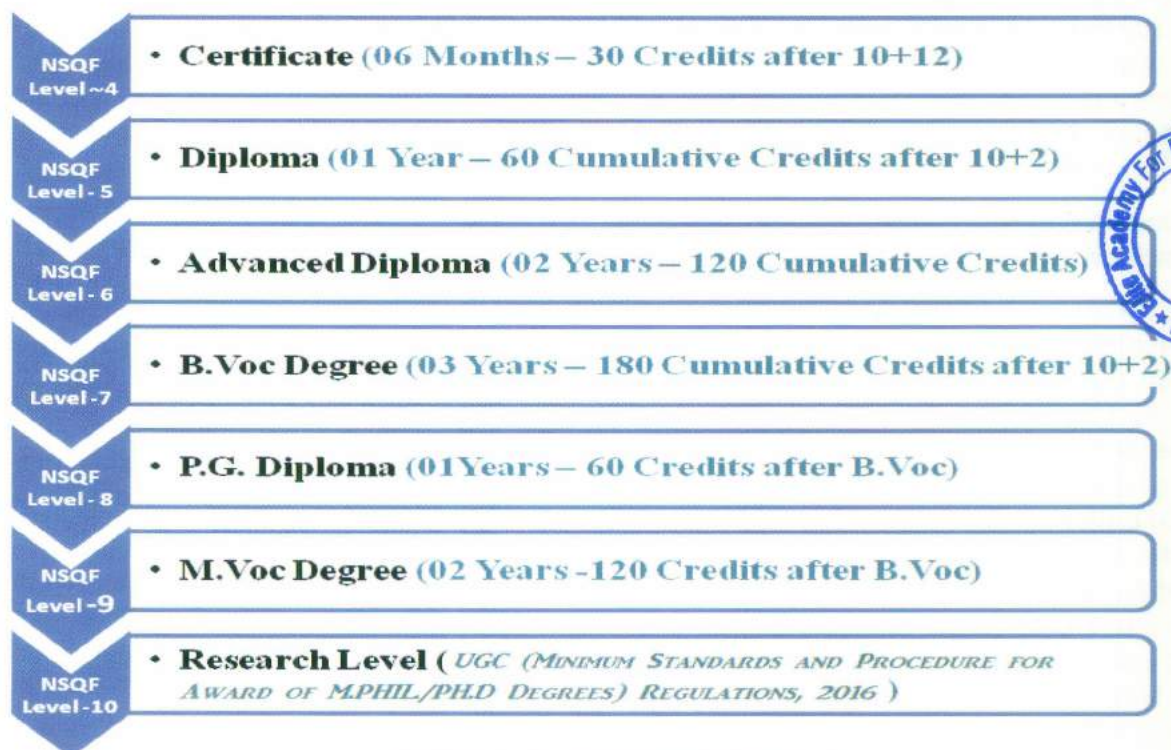 NSQF
Level~4
• Certificate (06 Months – 30 Credits after 10+12)
NSQF
Level - 5
• Diploma (01 Year – 60 Cumulative Credits after 10+2)
NSQF
Level - 6
• Advanced Diploma (02 Years – 120 Cumulative Credits)
NSQF
Level -7
• B.Voc Degree (03 Years – 180 Cumulative Credits after 10+2)
NSQF
Level - 8
• P.G. Diploma (01Years – 60 Credits after B.Voc)
NSQF
Level -9
• M.Voc Degree (02 Years -120 Credits after B.Voc)
NSQF
Level -10
• Research Level ( UGC (MINIMUM STANDARDS AND PROCEDURE FOR
AWARD OF M.PHIL./PH.D DEGREES) REGULATIONS, 2016 )
Elite Academy For